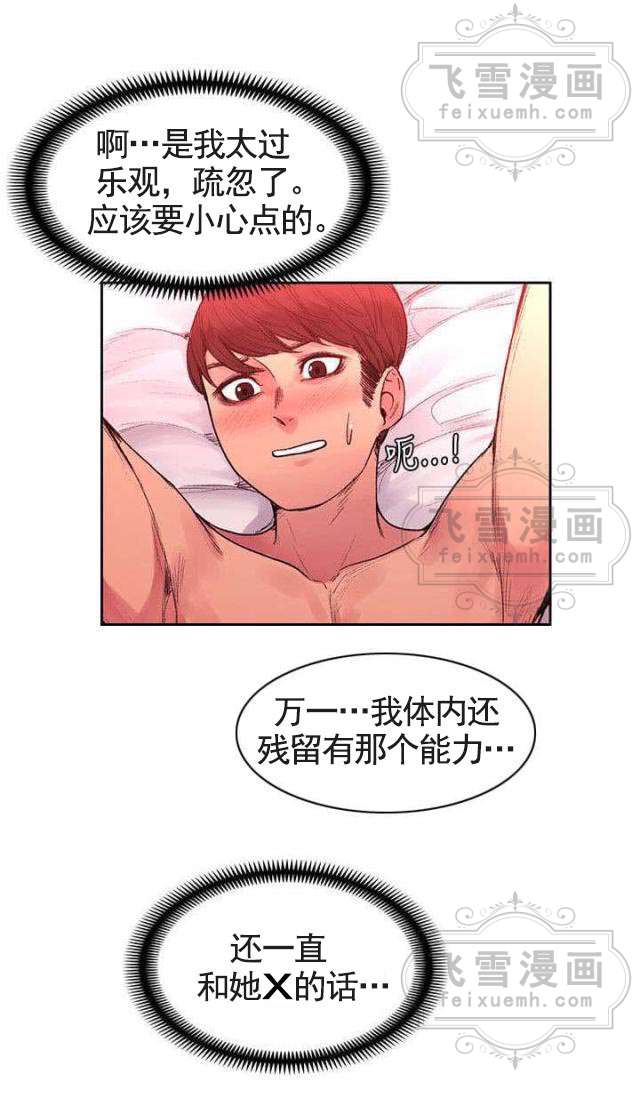 飞雪漫画
feixuemh.com
啊…是我太过
乐观，疏忽了。
应该要小心点的。
呃...!
飞雪漫画
feixuemh.com
万一…我体内还
残留有那个能力…
还一直
和她X的话…
飞雪漫画
feixuemh.com